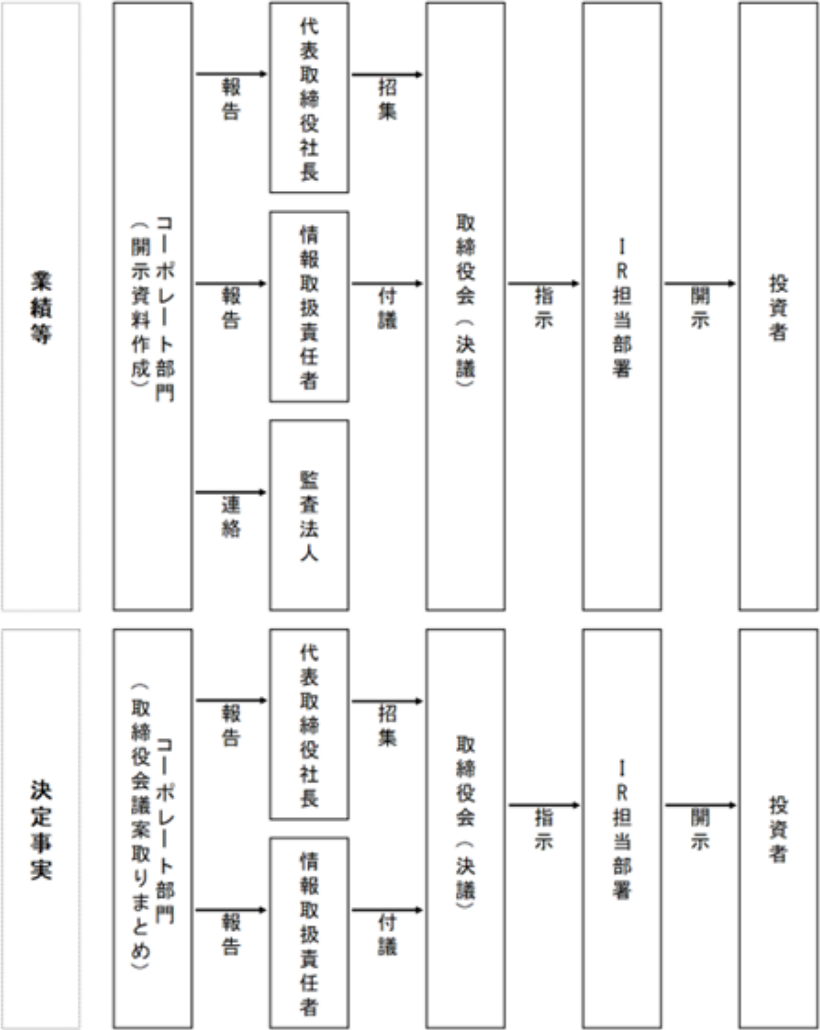 業績等
コーポレート部門
（開示資料作成）
報告
代表取締役社長
招集
報告
情報取扱責任者
付議
連絡
監査法人
取締役会（決議）
指示
IR担当部署
開示
投資者
決定事実
コーポレート部門
（取締役会議案取りまとめ）
報告
代表取締役社長
招集
報告
情報取扱責任者
付議
取締役会（決議）
指示
IR担当部署
開示
投資者